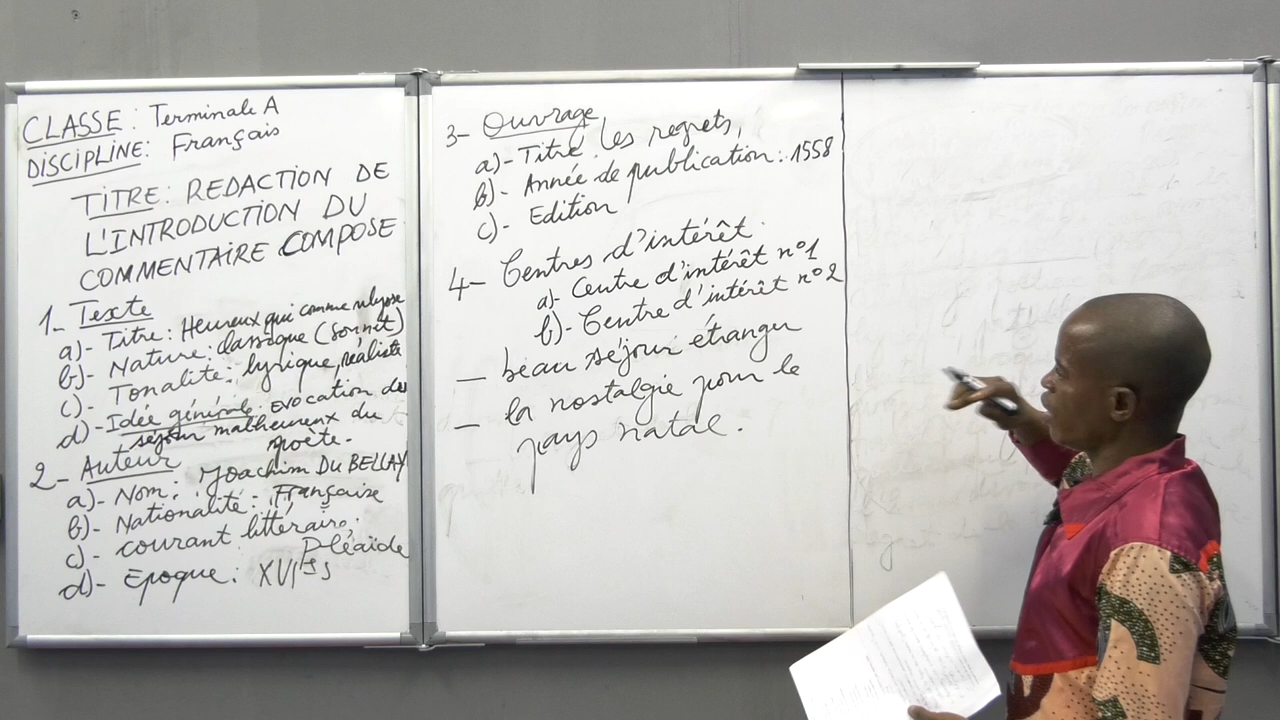 CLASSE : Terminale A
DISCIPLINE : Français
TITRE : REDACTION DE
L'INTRODUCTION DU
COMMENTAIRE COMPOSE
1- Texte
a)- Titre : Heureux qui comme ulysse
b)- Nature : classique (sonnet)
c)- Tonalité : lyrique, réaliste
d)- Idée générale : evocation du
séjour malheureux du
poète.
2- Auteur
a)- Nom : Joachim DU BELLAY
b)- Nationalité : Française
c)- courant littéraire :
Pléaïde
d)- Epoque : XVIe s
3- Ouvrage
a)- Titre : les regrets,
b)- Année de publication : 1558
c)- Edition
4- Centres d'intérêt
a)- Centre d'intérêt n°1
b)- Centre d'intérêt n°2
— beau séjour étranger
— la nostalgie pour le
pays natal.